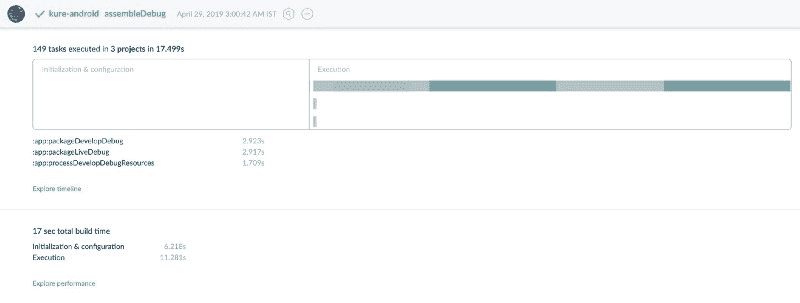 kure-android assembleDebug April 29, 2019 3:00:42 AM IST
149 tasks executed in 3 projects in 17.499s
Initialization & configuration Execution
:app:packageDevelopDebug 2.923s
:app:packageLiveDebug 2.917s
:app:processDevelopDebugResources 1.709s
Explore timeline
17 sec total build time
Initialization & configuration 6.218s
Execution 11.281s
Explore performance